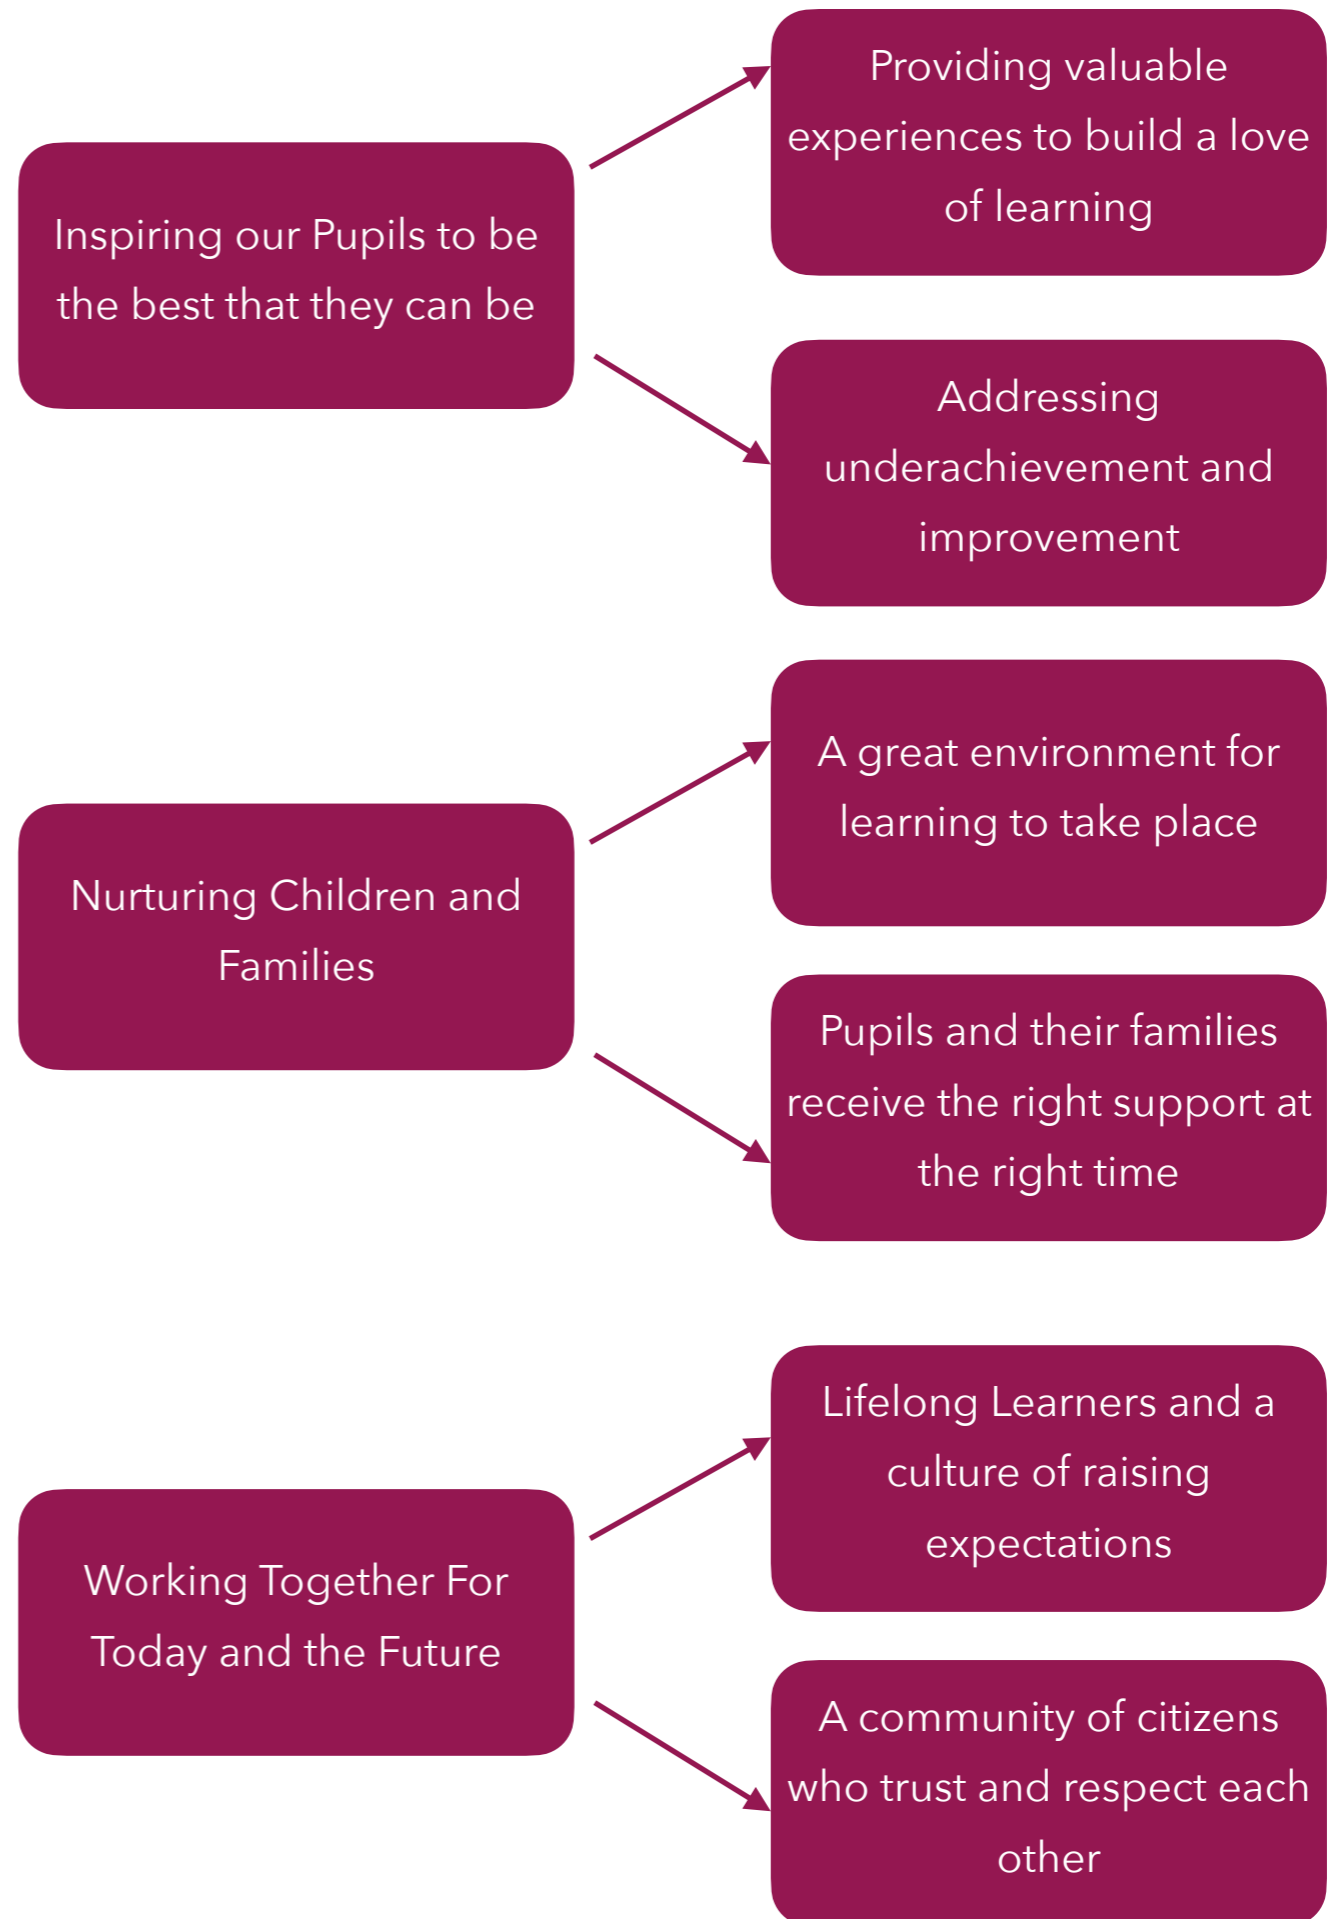 Inspiring our Pupils to be
the best that they can be
Providing valuable
experiences to build a love
of learning
Addressing
underachievement and
improvement
Nurturing Children and
Families
A great environment for
learning to take place
Pupils and their families
receive the right support at
the right time
Working Together For
Today and the Future
Lifelong Learners and a
culture of raising
expectations
A community of citizens
who trust and respect each
other